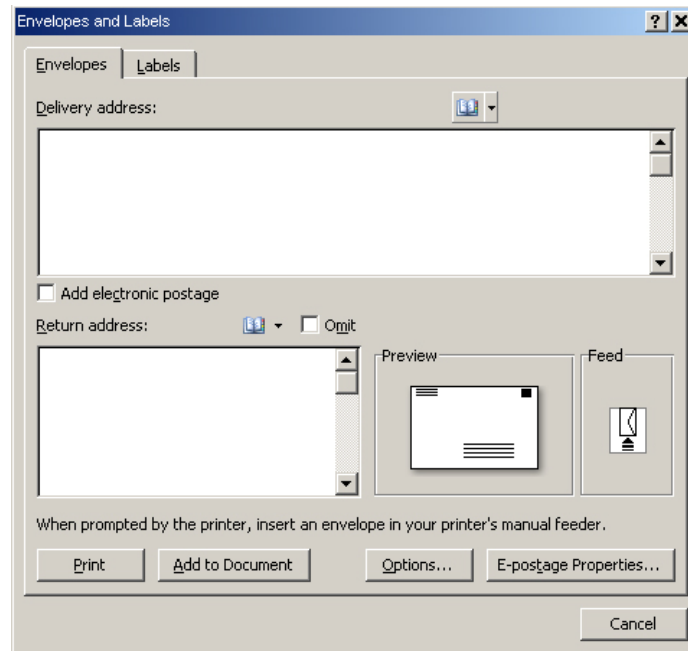 Envelopes and Labels
Envelopes Labels
Delivery address:
Add electronic postage
Return address: Omit
Preview Feed
When prompted by the printer, insert an envelope in your printer's manual feeder.
Print Add to Document Options... E-postage Properties...
Cancel